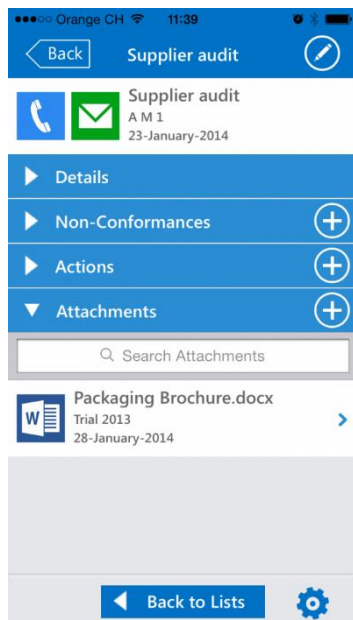 Orange CH 11:39
Back Supplier audit
Supplier audit
A M 1
23-January-2014
Details
Non-Conformances
Actions
Attachments
Search Attachments
W
Packaging Brochure.docx
Trial 2013
28-January-2014
Back to Lists